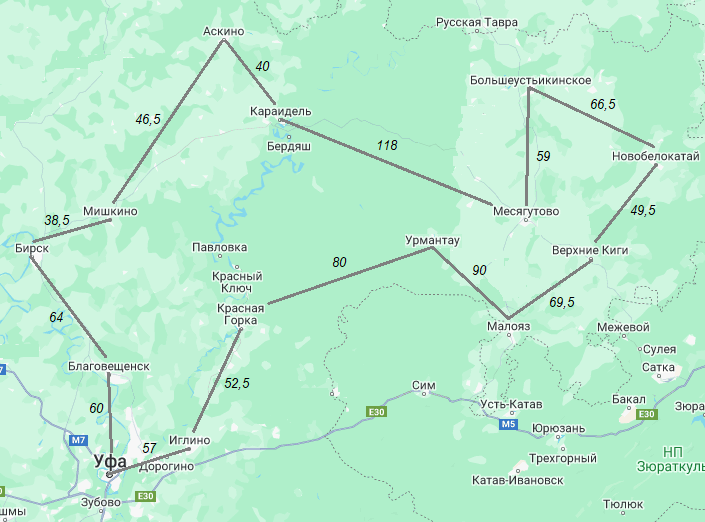 Русская Тавра
Аскино
40
Большеустьикинское
66,5
46,5
Караидель
118
Бердяш
59
Новобелокатай
49,5
Мишкино
38,5
Месягутово
Бирск
Павловка
Урмантау
Верхние Киги
80
90
Красный
Ключ
69,5
64
Красная
Горка
Малояз
Межевой
Сулея
Сатка
Благовещенск
52,5
Сим
Усть-Катав
Бакал
E30
Зюра
60
M7
57
Иглино
E30
M5
Юрюзань
Уфа
Дорогино
Трехгорный
НП
Зюраткуль
Катав-Ивановск
E30
Зубово
Тюлюк
шмы